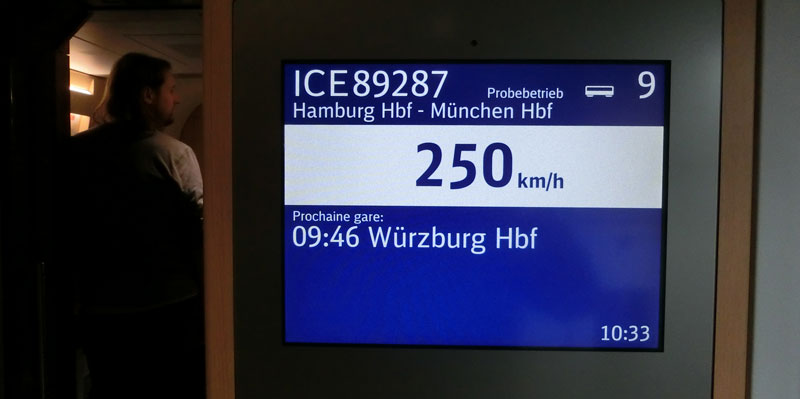 ICE89287 Probebetrieb 9
Hamburg Hbf - München Hbf
250 km/h
Prochaine gare:
09:46 Würzburg Hbf
10:33